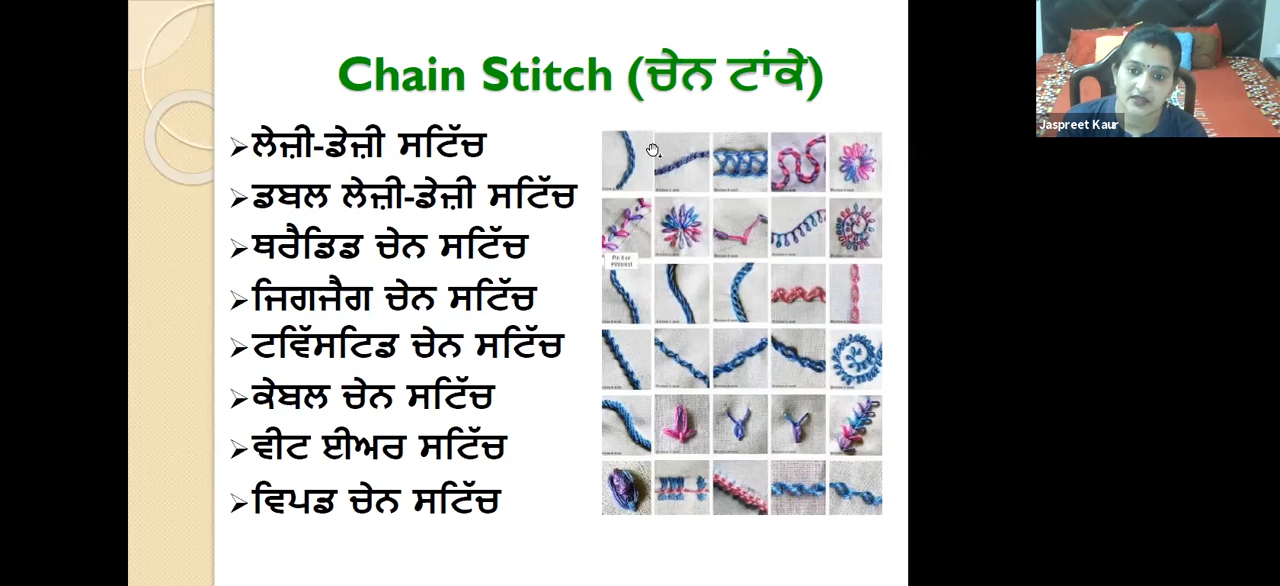 Chain Stitch (ਚੇਨ ਟਾਂਕੇ)
ਲੇਜ਼ੀ-ਡੇਜ਼ੀ ਸਟਿੱਚ
ਡਬਲ ਲੇਜ਼ੀ-ਡੇਜ਼ੀ ਸਟਿੱਚ
ਥਰੈਡਿਡ ਚੇਨ ਸਟਿੱਚ
ਜਿਗਜੈਗ ਚੇਨ ਸਟਿੱਚ
ਟਵਿੱਸਟਿਡ ਚੇਨ ਸਟਿੱਚ
ਕੇਬਲ ਚੇਨ ਸਟਿੱਚ
ਵੀਟ ਈਅਰ ਸਟਿੱਚ
ਵਿਪਡ ਚੇਨ ਸਟਿੱਚ
Jaspreet Kaur